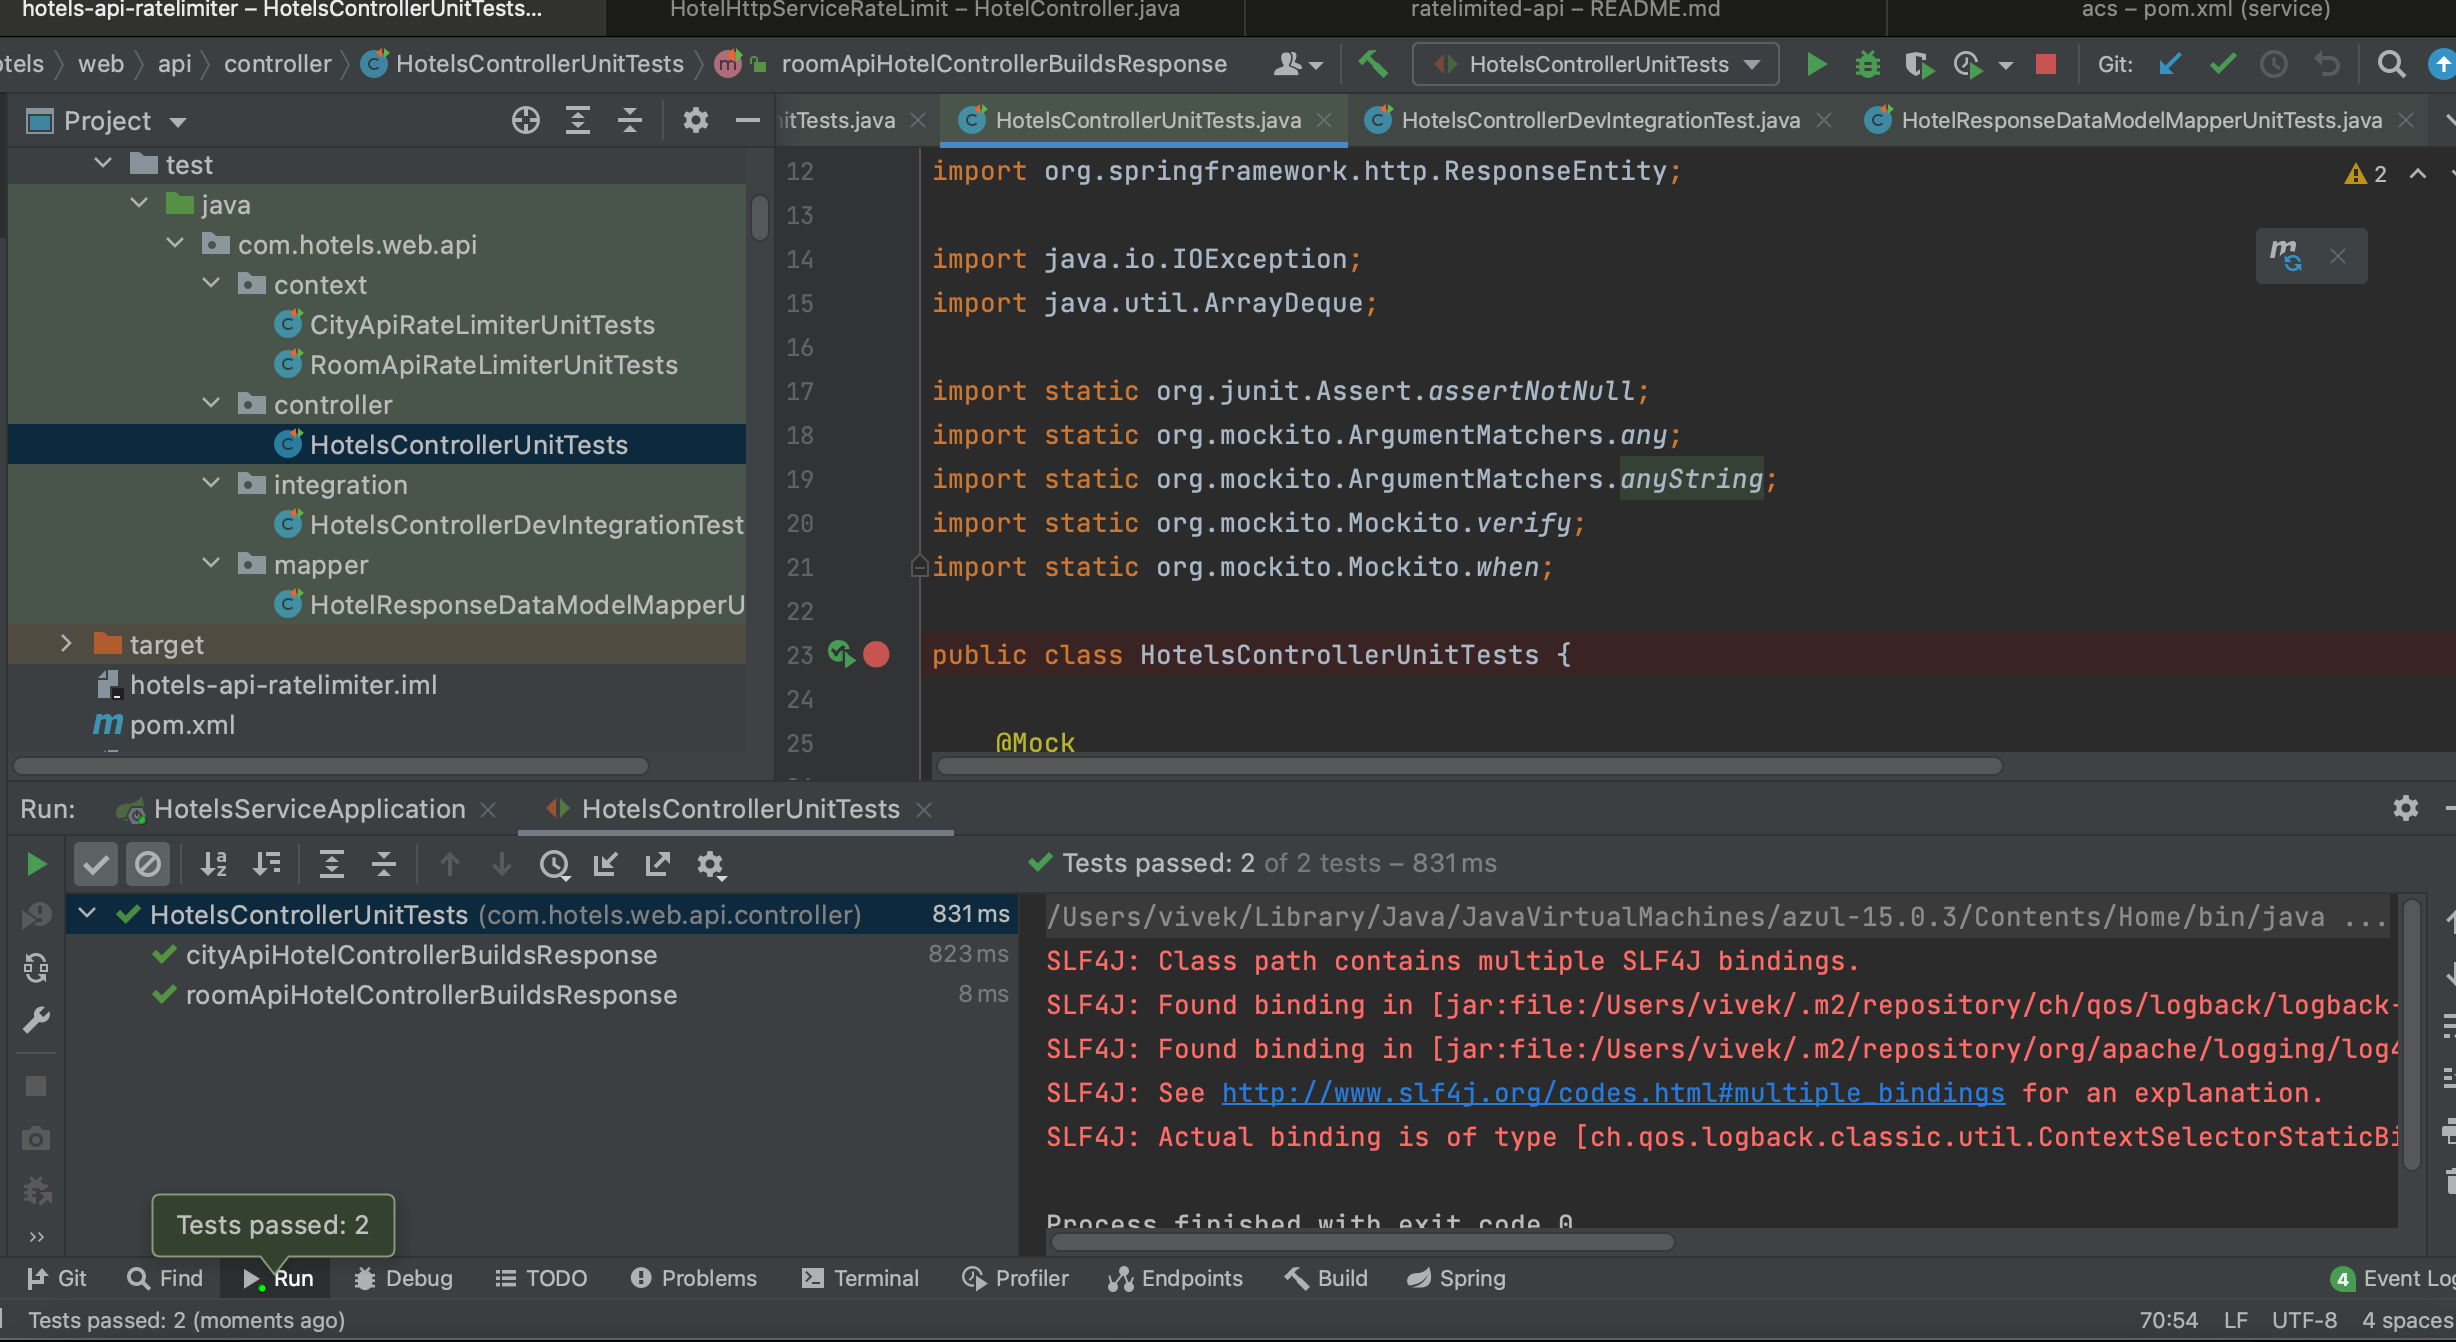 hotels-api-ratelimiter – HotelsControllerUnitTests...
HotelHttpServiceRateLimit – HotelController.java
ratelimited-api – README.md
acs – pom.xml (service)
web
api
controller
HotelsControllerUnitTests
roomApiHotelControllerBuildsResponse
HotelsControllerUnitTests
Git:
Project
itTests.java
HotelsControllerUnitTests.java
HotelsControllerDevIntegrationTest.java
HotelResponseDataModelMapperUnitTests.java
test
java
com.hotels.web.api
context
CityApiRateLimiterUnitTests
RoomApiRateLimiterUnitTests
controller
HotelsControllerUnitTests
integration
HotelsControllerDevIntegrationTest
mapper
HotelResponseDataModelMapperU
target
hotels-api-ratelimiter.iml
pom.xml
2
12 import org.springframework.http.ResponseEntity;
13
14 import java.io.IOException;
15 import java.util.ArrayDeque;
16
17 import static org.junit.Assert.assertNotNull;
18 import static org.mockito.ArgumentMatchers.any;
19 import static org.mockito.ArgumentMatchers.anyString;
20 import static org.mockito.Mockito.verify;
21 import static org.mockito.Mockito.when;
22
23 public class HotelsControllerUnitTests {
24
25 @Mock
Run:
HotelsServiceApplication
HotelsControllerUnitTests
Tests passed: 2 of 2 tests – 831 ms
HotelsControllerUnitTests (com.hotels.web.api.controller) 831 ms
cityApiHotelControllerBuildsResponse 823 ms
roomApiHotelControllerBuildsResponse 8 ms
/Users/vivek/Library/Java/JavaVirtualMachines/azul-15.0.3/Contents/Home/bin/java ...
SLF4J: Class path contains multiple SLF4J bindings.
SLF4J: Found binding in [jar:file:/Users/vivek/.m2/repository/ch/qos/logback/logback-
SLF4J: Found binding in [jar:file:/Users/vivek/.m2/repository/org/apache/logging/log4
SLF4J: See http://www.slf4j.org/codes.html#multiple_bindings for an explanation.
SLF4J: Actual binding is of type [ch.qos.logback.classic.util.ContextSelectorStaticBi
Process finished with exit code 0
Tests passed: 2
Git
Find
Run
Debug
TODO
Problems
Terminal
Profiler
Endpoints
Build
Spring
4 Event Log
Tests passed: 2 (moments ago)
70:54
LF
UTF-8
4 spaces